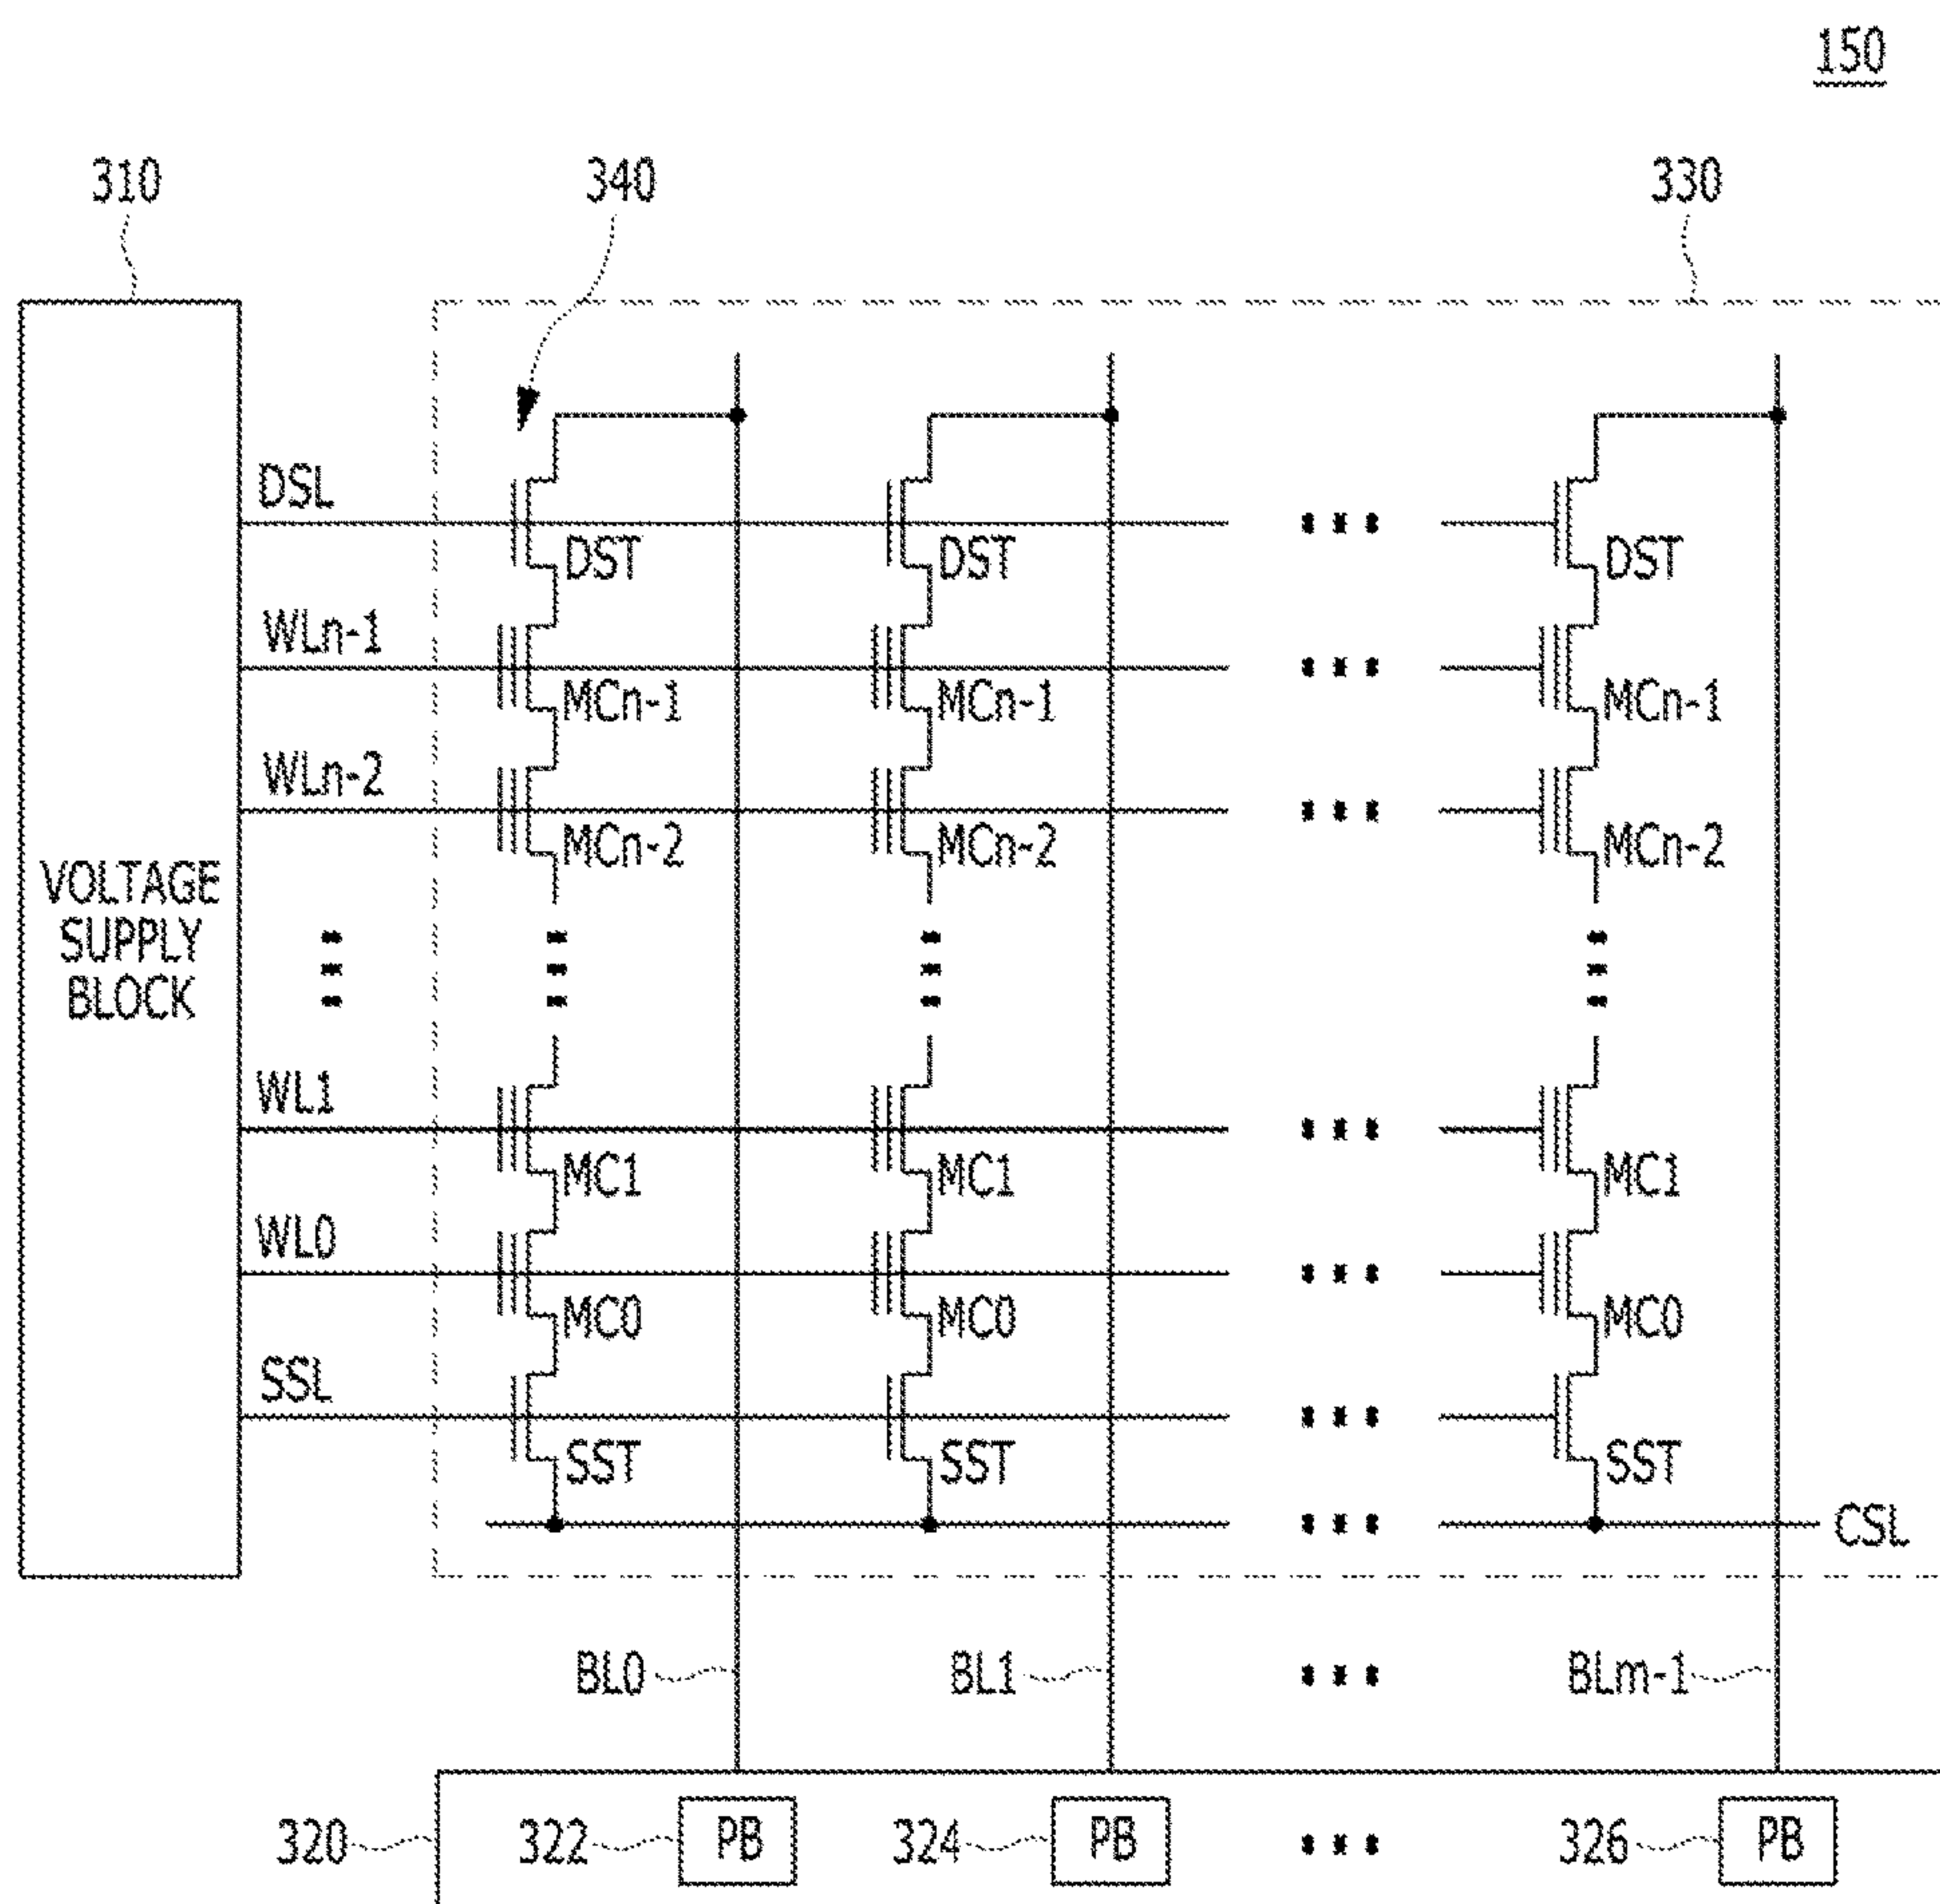 150
310 340 330
DSL
DST DST DST
WLn-1
MCn-1 MCn-1 MCn-1
WLn-2
MCn-2 MCn-2 MCn-2
VOLTAGE
SUPPLY
BLOCK
WL1
MC1 MC1 MC1
WL0
MC0 MC0 MC0
SSL
SST SST SST
CSL
BL0 BL1 BLm-1
320 322 PB 324 PB 326 PB